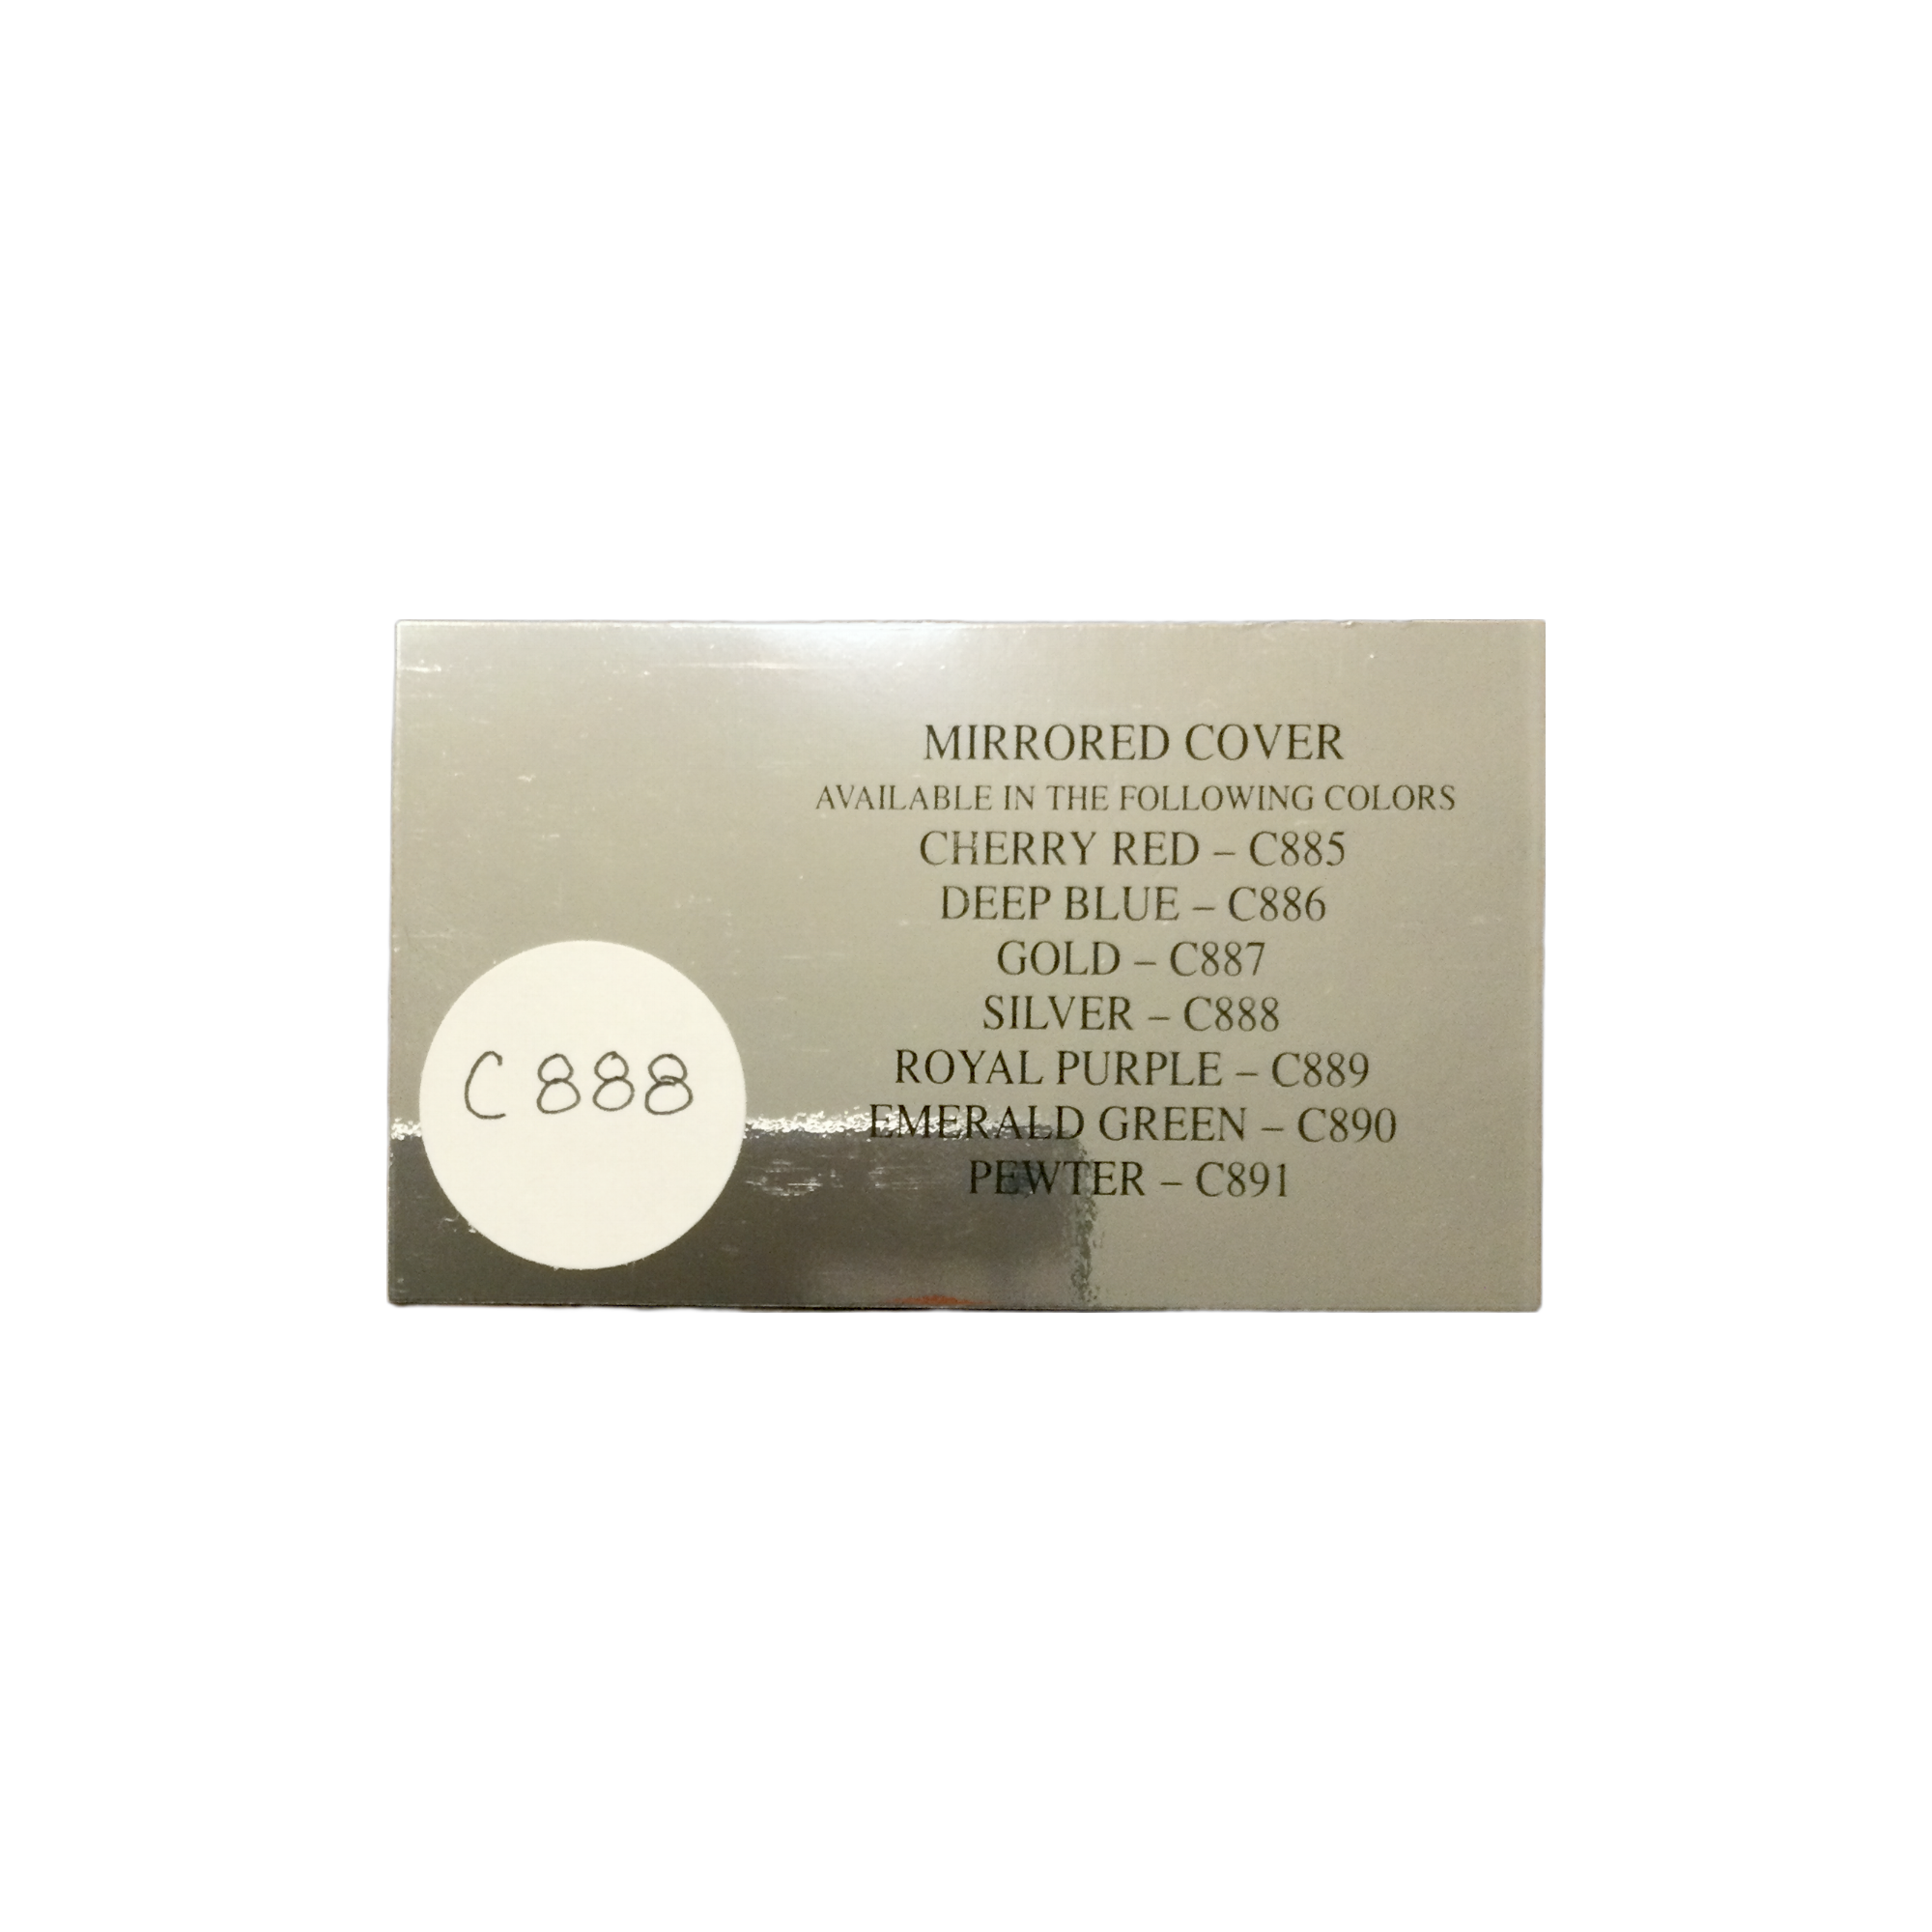 MIRRORED COVER
AVAILABLE IN THE FOLLOWING COLORS
CHERRY RED – C885
DEEP BLUE – C886
GOLD – C887
SILVER – C888
ROYAL PURPLE – C889
EMERALD GREEN – C890
PEWTER – C891
C888